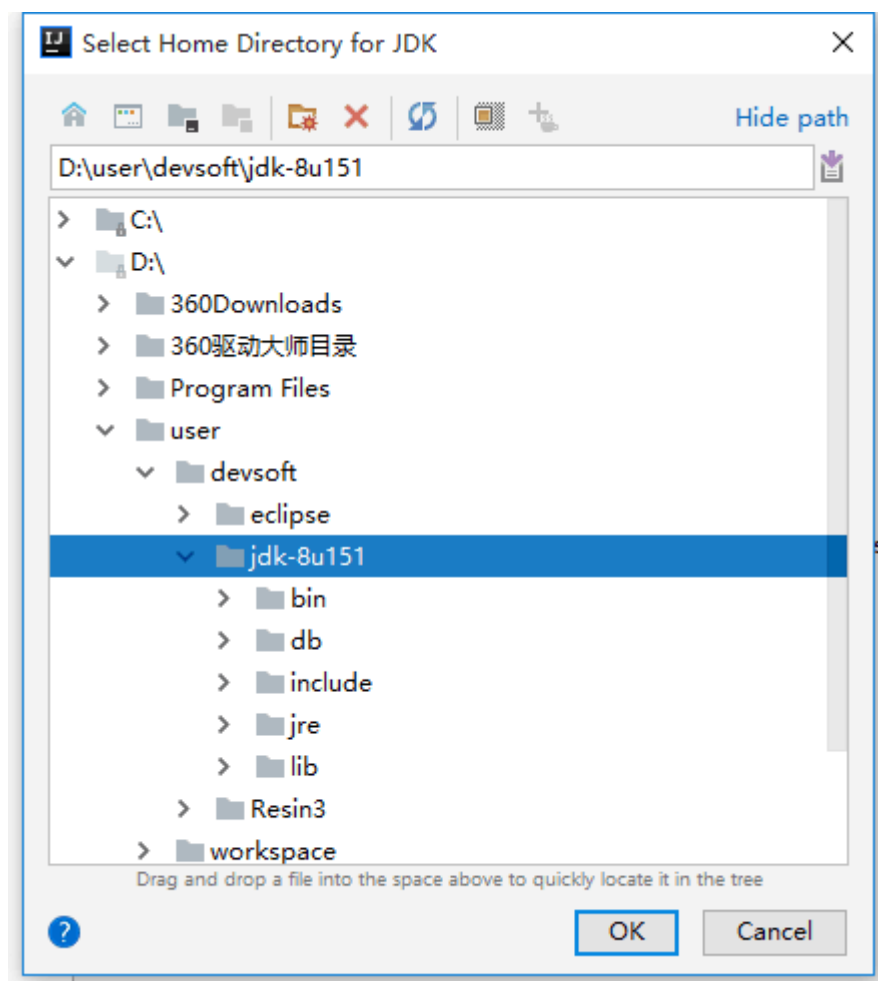 Select Home Directory for JDK
Hide path
D:\user\devsoft\jdk-8u151
C:\
D:\
360Downloads
360驱动大师目录
Program Files
user
devsoft
eclipse
jdk-8u151
bin
db
include
jre
lib
Resin3
workspace
Drag and drop a file into the space above to quickly locate it in the tree
? OK Cancel